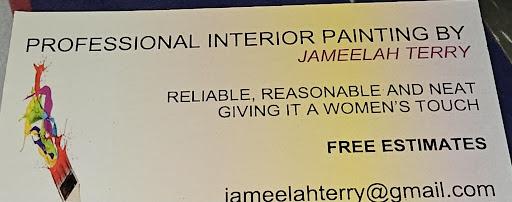 PROFESSIONAL INTERIOR PAINTING BY
JAMEELAH TERRY
RELIABLE, REASONABLE AND NEAT
GIVING IT A WOMEN'S TOUCH
FREE ESTIMATES
jameelahterry@gmail.com